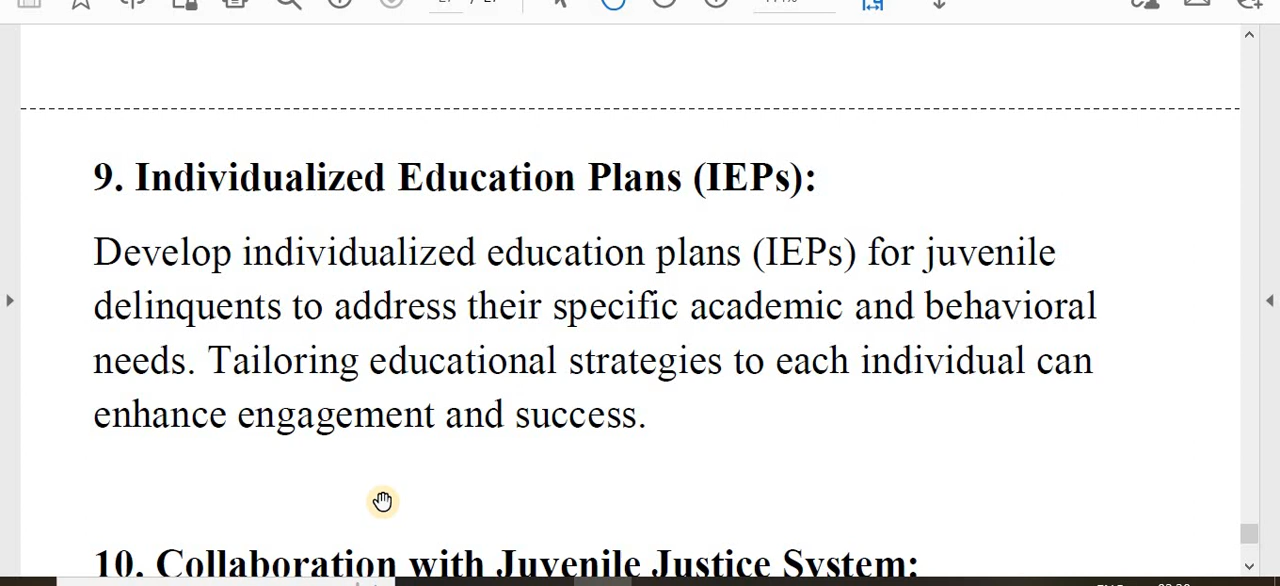 9. Individualized Education Plans (IEPs):
Develop individualized education plans (IEPs) for juvenile
delinquents to address their specific academic and behavioral
needs. Tailoring educational strategies to each individual can
enhance engagement and success.
10. Collaboration with Juvenile Justice System: